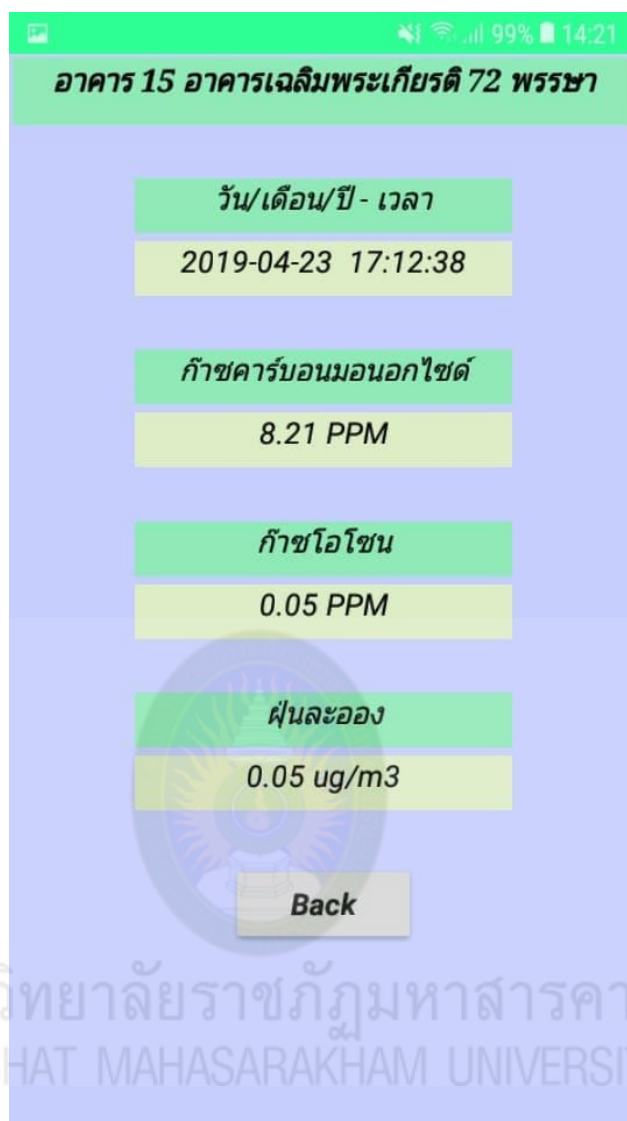 99% 14:21
อาคาร 15 อาคารเฉลิมพระเกียรติ 72 พรรษา
วัน/เดือน/ปี - เวลา
2019-04-23 17:12:38
ก๊าซคาร์บอนมอนอกไซด์
8.21 PPM
ก๊าซโอโซน
0.05 PPM
ฝุ่นละออง
0.05 ug/m3
Back
วิทยาลัยราชภัฏมหาสารคา
HAT MAHASARAKHAM UNIVERSI